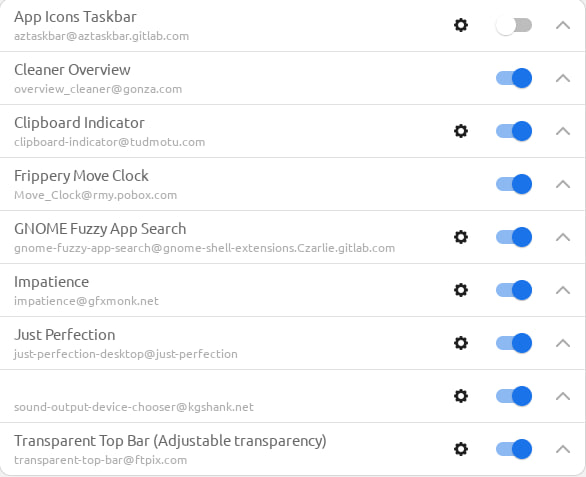 App Icons Taskbar
aztaskbar@aztaskbar.gitlab.com
Cleaner Overview
overview_cleaner@gonza.com
Clipboard Indicator
clipboard-indicator@tudmotu.com
Frippery Move Clock
Move_Clock@rmy.pobox.com
GNOME Fuzzy App Search
gnome-fuzzy-app-search@gnome-shell-extensions.Czarlie.gitlab.com
Impatience
impatience@gfxmonk.net
Just Perfection
just-perfection-desktop@just-perfection
sound-output-device-chooser@kgshank.net
Transparent Top Bar (Adjustable transparency)
transparent-top-bar@ftpix.com